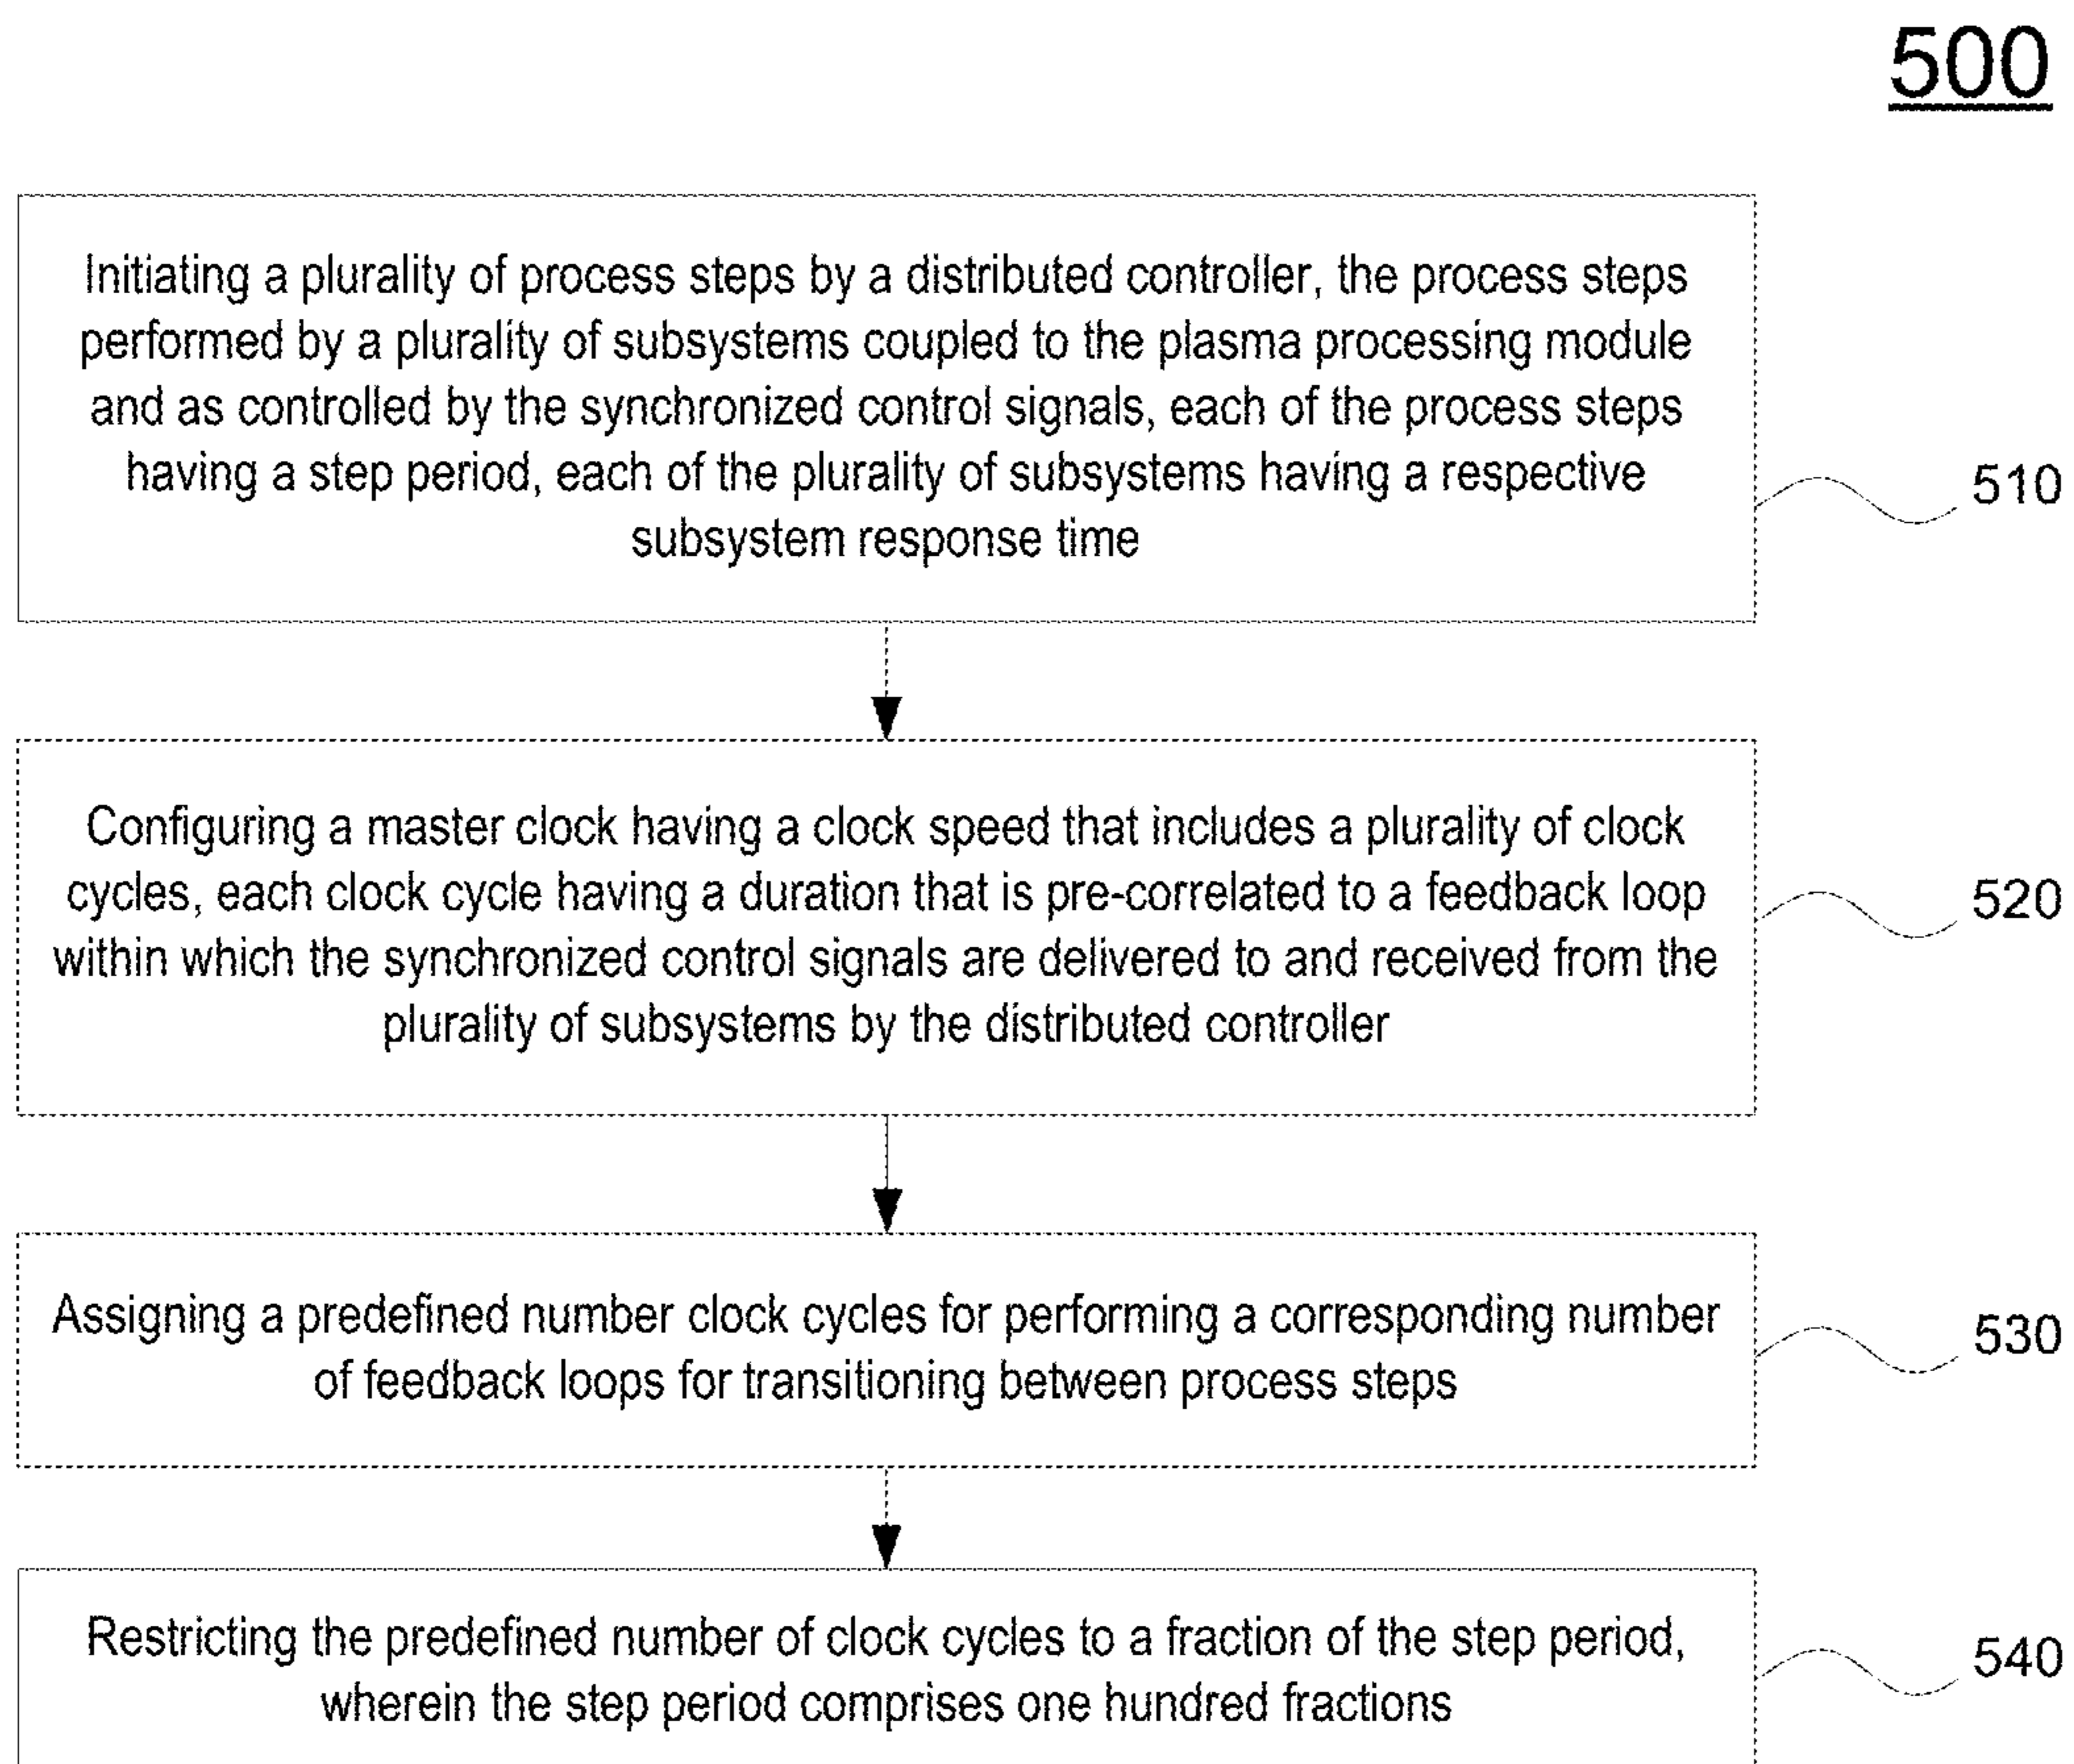 500
Initiating a plurality of process steps by a distributed controller, the process steps
performed by a plurality of subsystems coupled to the plasma processing module
and as controlled by the synchronized control signals, each of the process steps
having a step period, each of the plurality of subsystems having a respective
subsystem response time
510
Configuring a master clock having a clock speed that includes a plurality of clock
cycles, each clock cycle having a duration that is pre-correlated to a feedback loop
within which the synchronized control signals are delivered to and received from the
plurality of subsystems by the distributed controller
520
Assigning a predefined number clock cycles for performing a corresponding number
of feedback loops for transitioning between process steps
530
Restricting the predefined number of clock cycles to a fraction of the step period,
wherein the step period comprises one hundred fractions
540